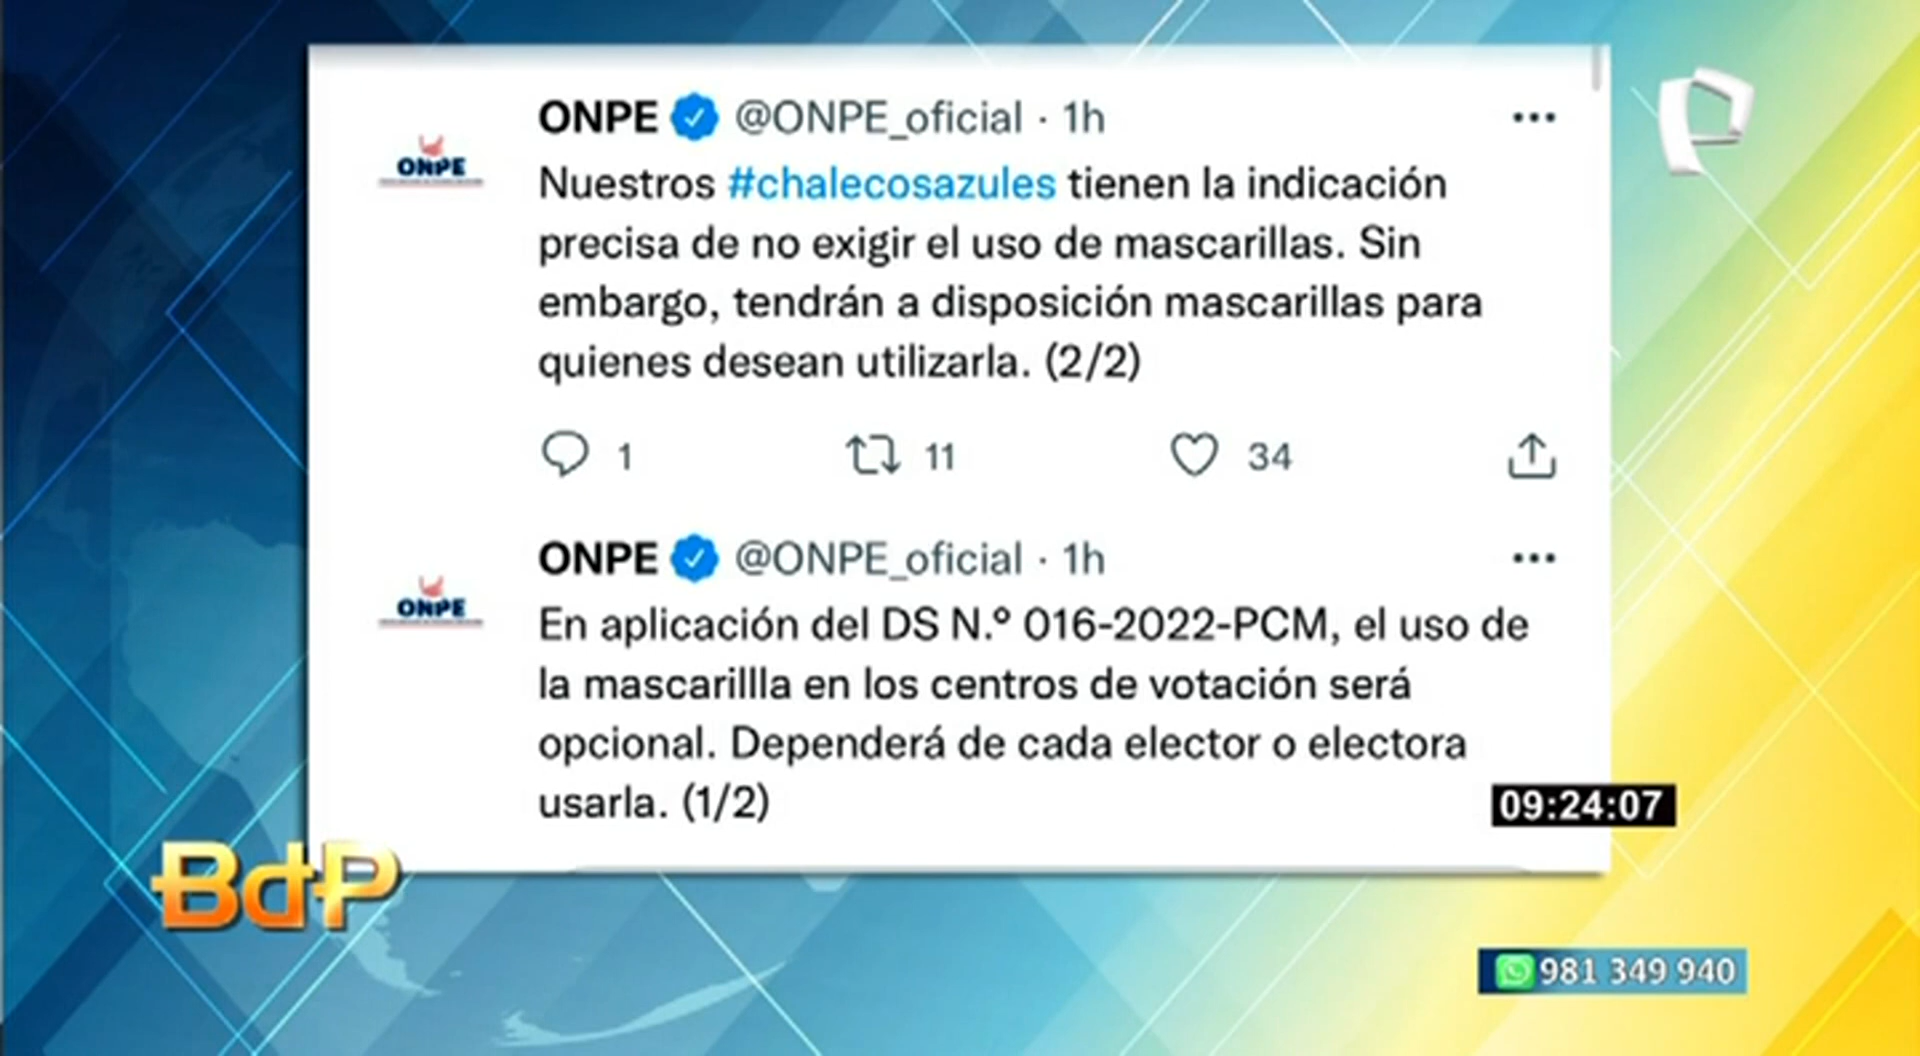 ONPE @ONPE_oficial · 1h
ONPE
Nuestros #chalecosazules tienen la indicación
precisa de no exigir el uso de mascarillas. Sin
embargo, tendrán a disposición mascarillas para
quienes desean utilizarla. (2/2)
1 11 34
ONPE @ONPE_oficial · 1h
ONPE
En aplicación del DS N.º 016-2022-PCM, el uso de
la mascarillla en los centros de votación será
opcional. Dependerá de cada elector o electora
usarla. (1/2)
09:24:07
BdP
981 349 940